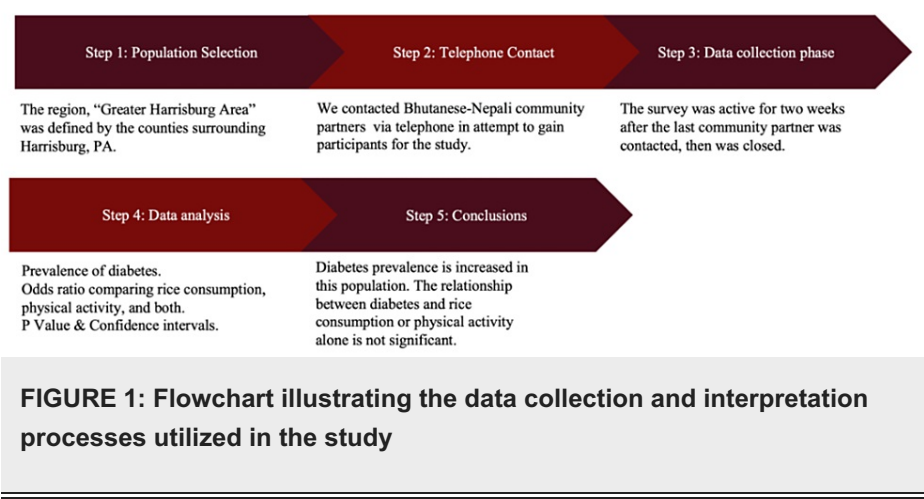 Step 1: Population Selection
Step 2: Telephone Contact
Step 3: Data collection phase
The region, “Greater Harrisburg Area”
was defined by the counties surrounding
Harrisburg, PA.
We contacted Bhutanese-Nepali community
partners via telephone in attempt to gain
participants for the study.
The survey was active for two weeks
after the last community partner was
contacted, then was closed.
Step 4: Data analysis
Step 5: Conclusions
Prevalence of diabetes.
Odds ratio comparing rice consumption,
physical activity, and both.
P Value & Confidence intervals.
Diabetes prevalence is increased in
this population. The relationship
between diabetes and rice
consumption or physical activity
alone is not significant.
FIGURE 1: Flowchart illustrating the data collection and interpretation
processes utilized in the study